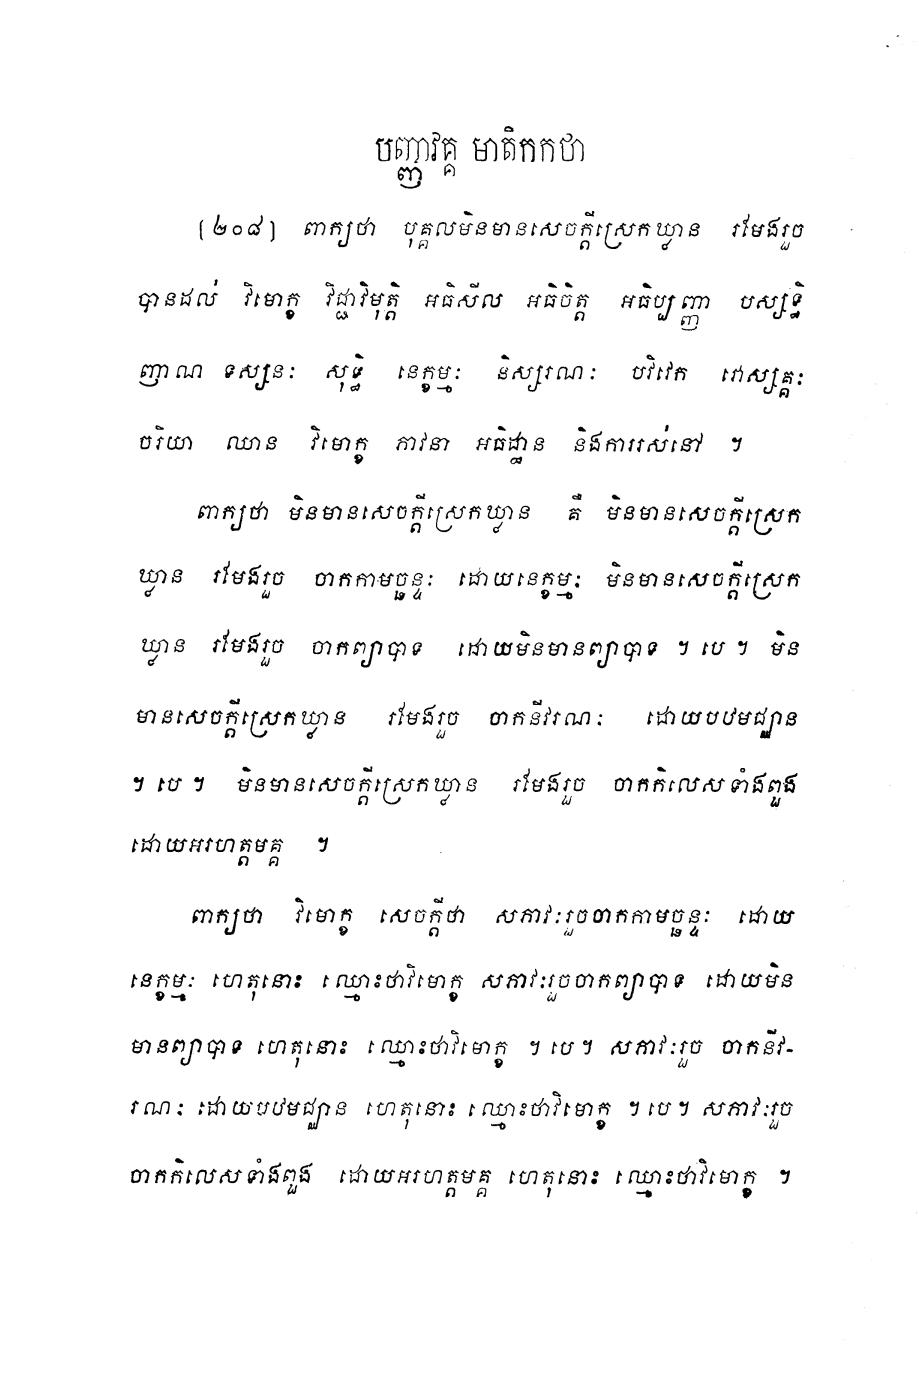 បញ្ញាវគ្គ មាតិកកថា
[២០៨] ពាក្យថា បុគ្គលមិនមានសេចក្តីស្រេកឃ្លាន រមែងរួច
បានដល់ វិមោក្ខ វិជ្ជាវិមុត្តិ អធិសីល អធិចិត្ត អធិប្បញ្ញា បស្សទ្ធិ
ញាណ ទស្សនៈ សុទ្ធិ នេក្ខម្មៈ និស្សរណៈ បវិវេក វោស្សគ្គៈ
ចរិយា ឈាន វិមោក្ខ ភាវនា អធិដ្ឋាន និងការរស់នៅ ។
ពាក្យថា មិនមានសេចក្តីស្រេកឃ្លាន គឺ មិនមានសេចក្តីស្រេក
ឃ្លាន រមែងរួច ចាកកាមច្ឆន្ទៈ ដោយនេក្ខម្មៈ មិនមានសេចក្តីស្រេក
ឃ្លាន រមែងរួច ចាកព្យាបាទ ដោយមិនមានព្យាបាទ ។ បេ ។ មិន
មានសេចក្តីស្រេកឃ្លាន រមែងរួច ចាកនីវរណៈ ដោយបឋមជ្ឈាន
។ បេ ។ មិនមានសេចក្តីស្រេកឃ្លាន រមែងរួច ចាកកិលេសទាំងពួង
ដោយអរហត្តមគ្គ ។
ពាក្យថា វិមោក្ខ សេចក្តីថា សភាវៈរួចចាកកាមច្ឆន្ទៈ ដោយ
នេក្ខម្មៈ ហេតុនោះ ឈ្មោះថាវិមោក្ខ សភាវៈរួចចាកព្យាបាទ ដោយមិន
មានព្យាបាទ ហេតុនោះ ឈ្មោះថាវិមោក្ខ ។ បេ ។ សភាវៈរួច ចាកនីវ-
រណៈ ដោយបឋមជ្ឈាន ហេតុនោះ ឈ្មោះថាវិមោក្ខ ។ បេ ។ សភាវៈរួច
ចាកកិលេសទាំងពួង ដោយអរហត្តមគ្គ ហេតុនោះ ឈ្មោះថាវិមោក្ខ ។